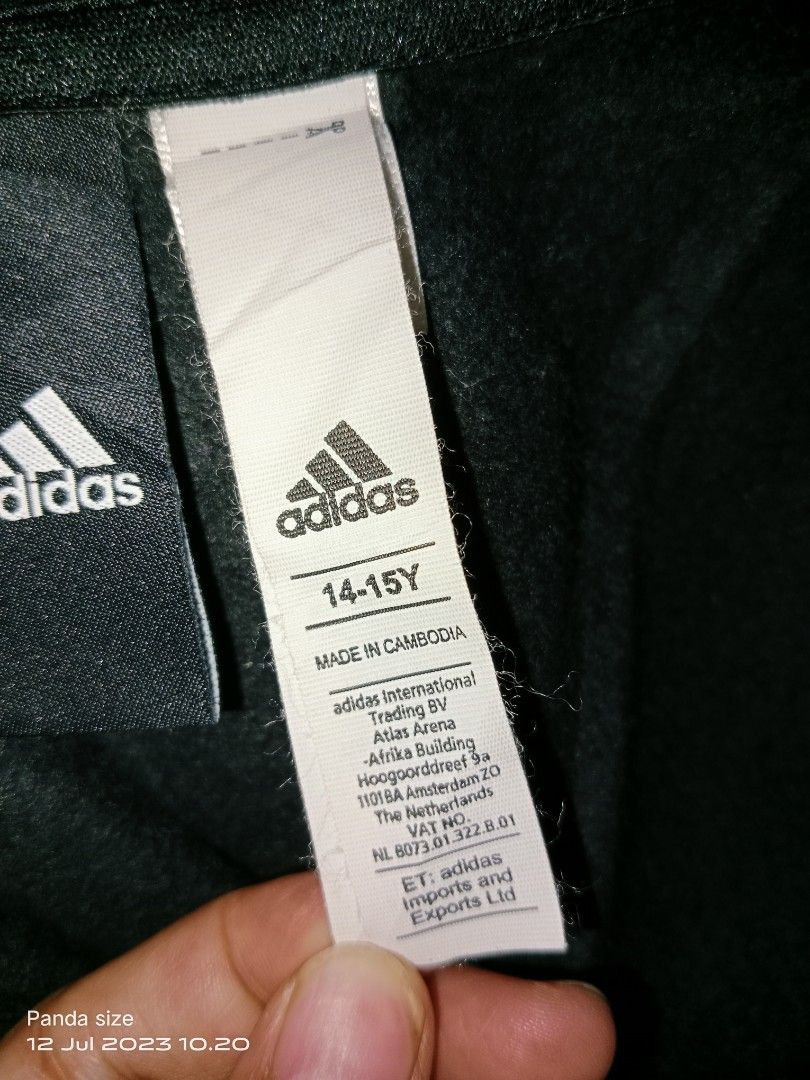 adidas
adidas
14-15Y
MADE IN CAMBODIA
adidas International
Trading BV
Atlas Arena
-Afrika Building
Hoogoorddreef 9a
1101BA Amsterdam ZO
The Netherlands
VAT NO.
NL 8073.01.322.B.01
ET: adidas
Imports and
Exports Ltd
Panda size
12 Jul 2023 10.20